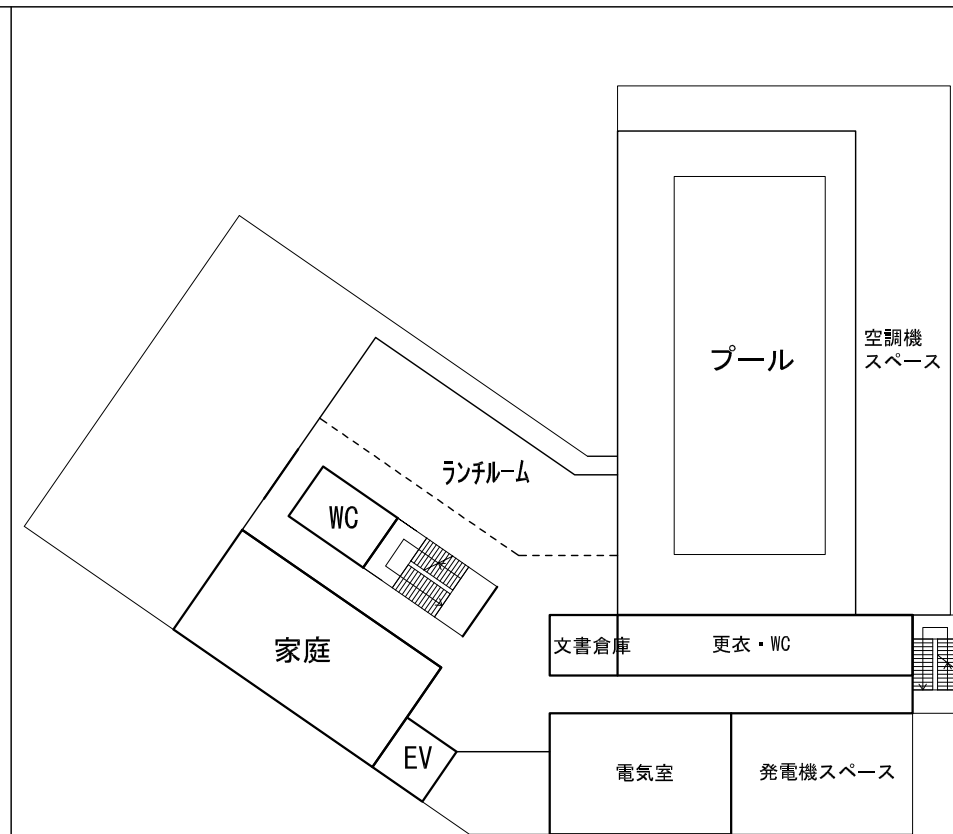 空調機
スペース
プール
ランチルーム
WC
家庭
文書倉庫
更衣・WC
EV
電気室
発電機スペース